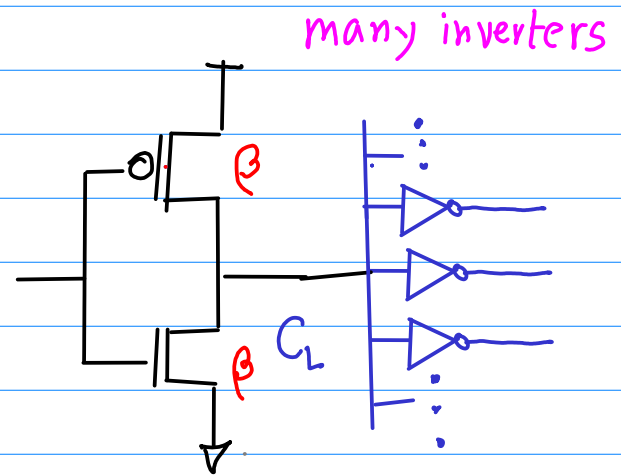 many inverters
β
C_L
β